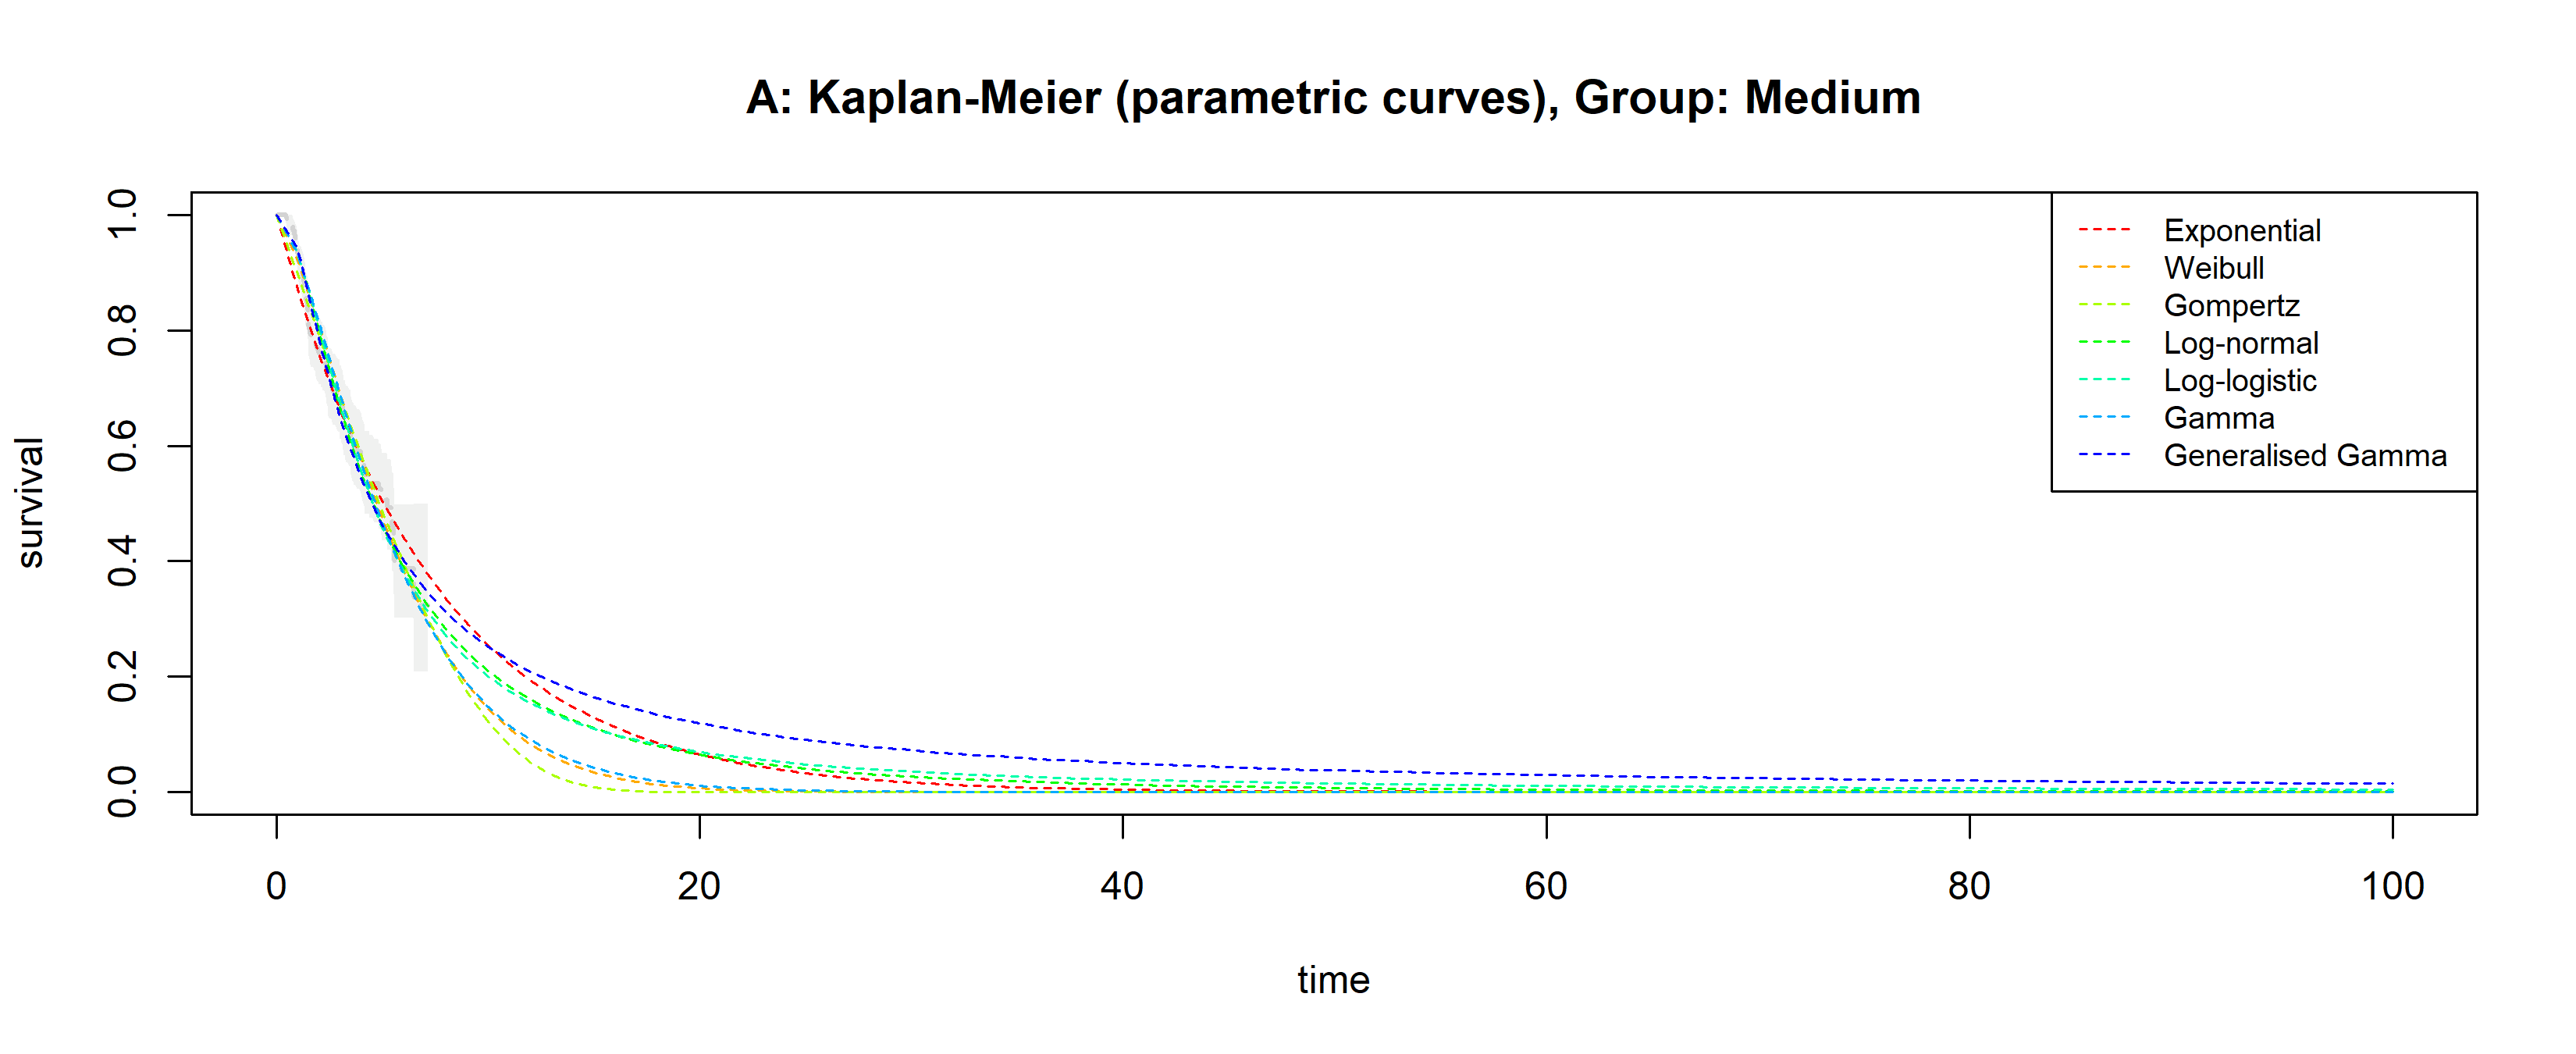 A: Kaplan-Meier (parametric curves), Group: Medium
survival
1.0
0.8
0.6
0.4
0.2
0.0
Exponential
Weibull
Gompertz
Log-normal
Log-logistic
Gamma
Generalised Gamma
0 20 40 60 80 100
time